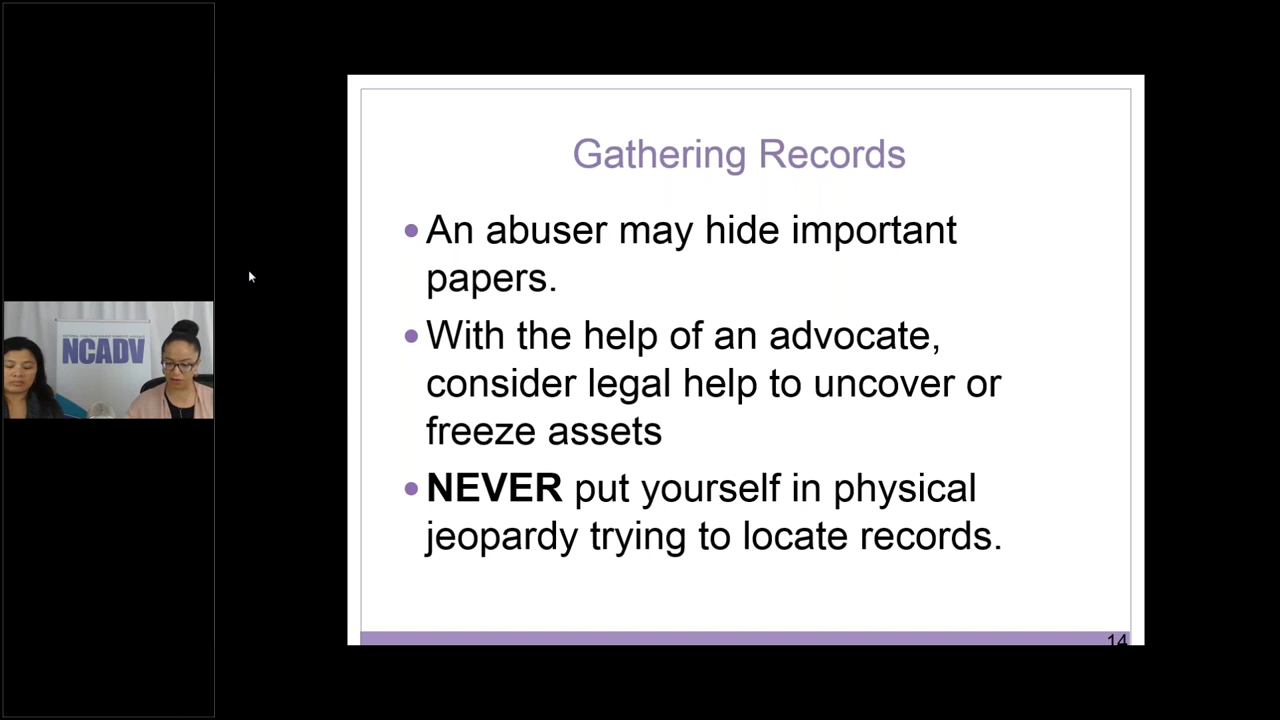 Gathering Records
An abuser may hide important
papers.
With the help of an advocate,
consider legal help to uncover or
freeze assets
NEVER put yourself in physical
jeopardy trying to locate records.
14
NCADV